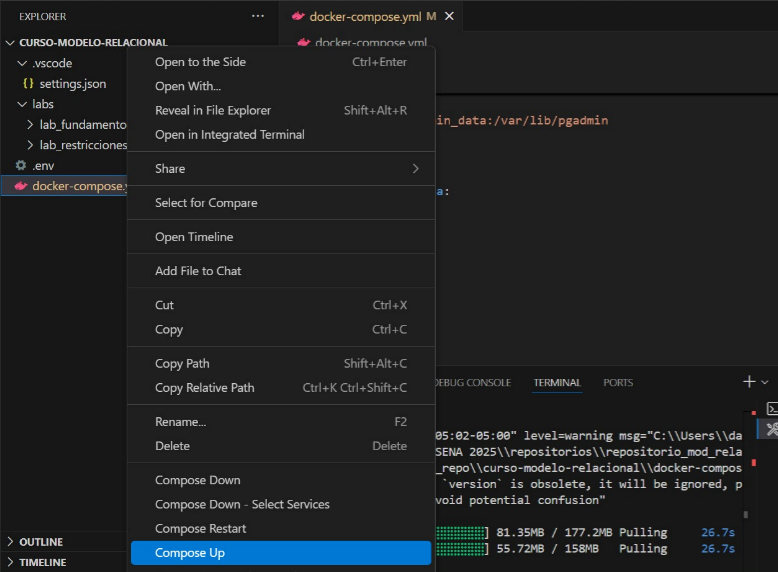 EXPLORER
CURSO-MODELO-RELACIONAL
.vscode
{} settings.json
labs
lab_fundamento
lab_restricciones
.env
docker-compose.y
OUTLINE
TIMELINE
docker-compose.yml M
docker-compose.yml
in_data:/var/lib/pgadmin
a:
Open to the Side Ctrl+Enter
Open With...
Reveal in File Explorer Shift+Alt+R
Open in Integrated Terminal
Share
Select for Compare
Open Timeline
Add File to Chat
Cut Ctrl+X
Copy Ctrl+C
Copy Path Shift+Alt+C
Copy Relative Path Ctrl+K Ctrl+Shift+C
Rename... F2
Delete Delete
Compose Down
Compose Down - Select Services
Compose Restart
Compose Up
DEBUG CONSOLE TERMINAL PORTS
05:02-05:00" level=warning msg="C:\\Users\\da
SENA 2025\\repositorios\\repositorio_mod_rela
_repo\\curso-modelo-relacional\\docker-compos
`version` is obsolete, it will be ignored, p
void potential confusion"
] 81.35MB / 177.2MB Pulling 26.7s
] 55.72MB / 158MB Pulling 26.7s